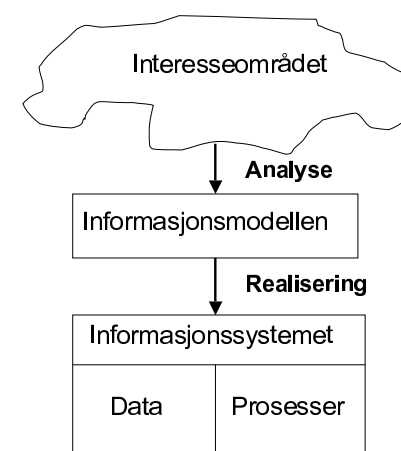 Interesseområdet
Analyse
Informasjonsmodellen
Realisering
Informasjonssystemet
Data Prosesser